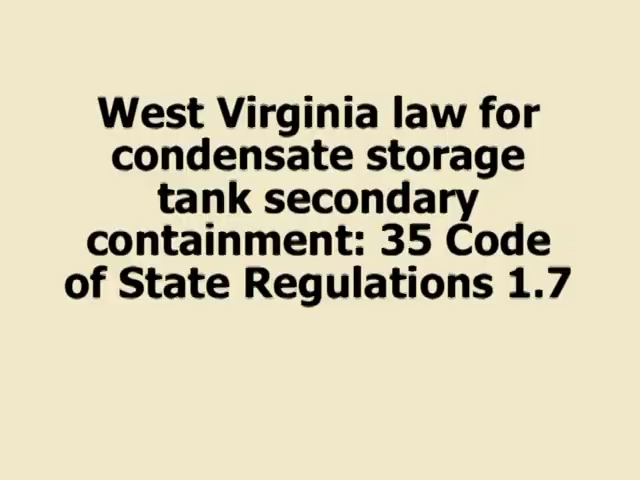 West Virginia law for
condensate storage
tank secondary
containment: 35 Code
of State Regulations 1.7